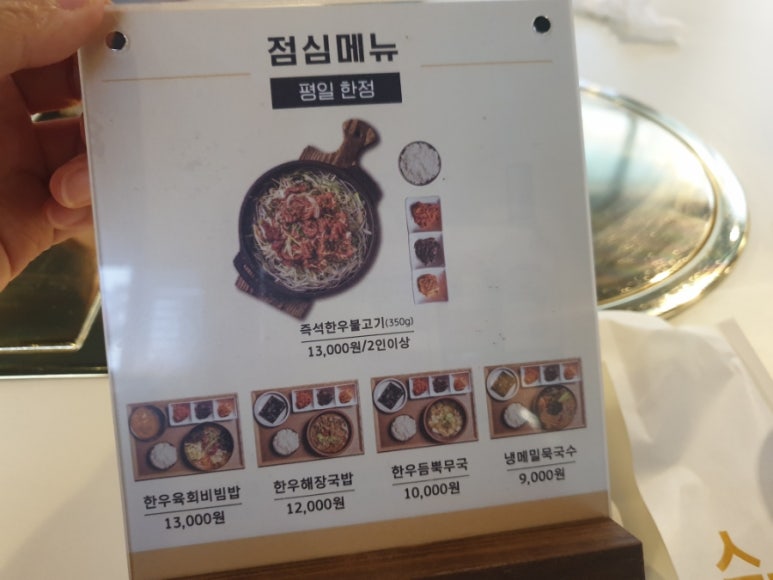 점심메뉴
평일 한정
즉석한우불고기(350g)
13,000원/2인이상
한우육회비빔밥
13,000원
한우해장국밥
12,000원
한우듬뿍무국
10,000원
냉메밀묵국수
9,000원